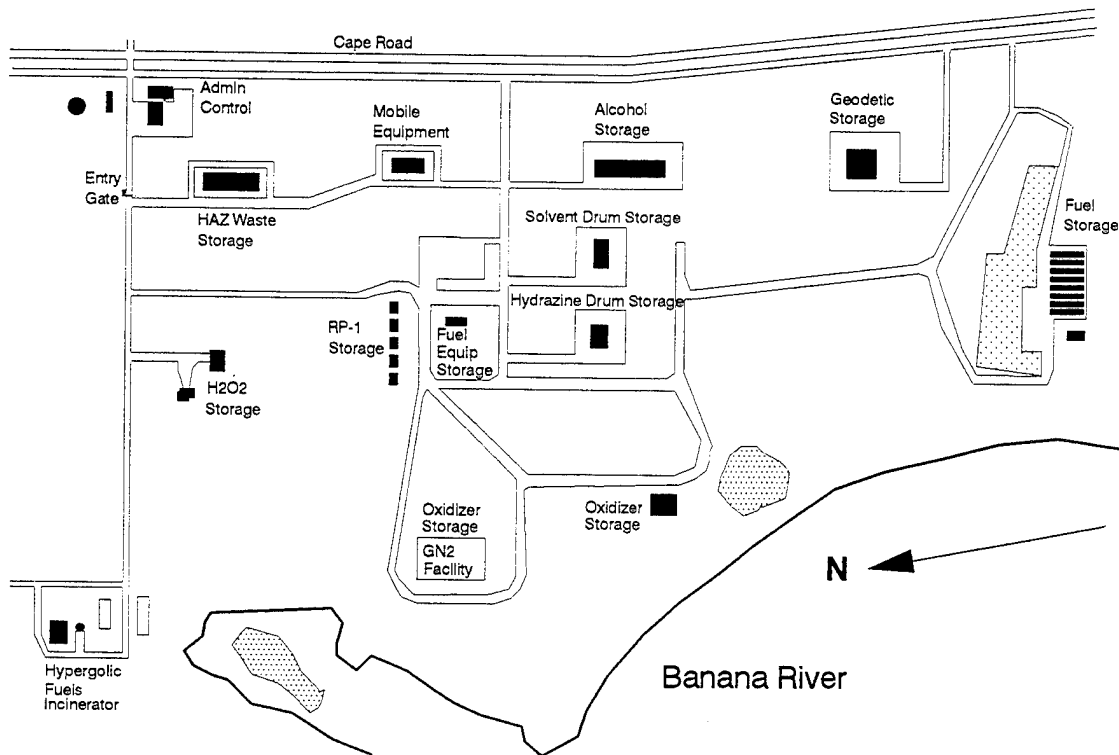 Cape Road
Admin
Control
Mobile
Equipment
Alcohol
Storage
Geodetic
Storage
Entry
Gate
HAZ Waste
Storage
Solvent Drum Storage
Fuel
Storage
Hydrazine Drum Storage
RP-1
Storage
Fuel
Equip
Storage
H2O2
Storage
Oxidizer
Storage
GN2
Facility
Oxidizer
Storage
N
Hypergolic
Fuels
Incinerator
Banana River